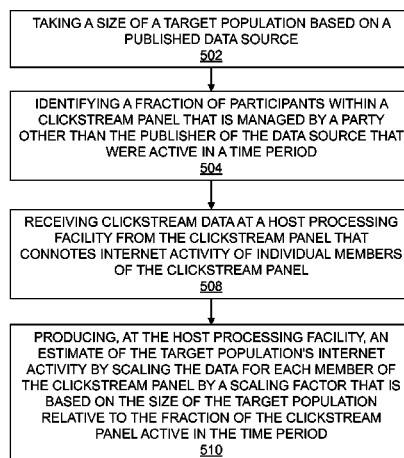 TAKING A SIZE OF A TARGET POPULATION BASED ON A
PUBLISHED DATA SOURCE
502
IDENTIFYING A FRACTION OF PARTICIPANTS WITHIN A
CLICKSTREAM PANEL THAT IS MANAGED BY A PARTY
OTHER THAN THE PUBLISHER OF THE DATA SOURCE THAT
WERE ACTIVE IN A TIME PERIOD
504
RECEIVING CLICKSTREAM DATA AT A HOST PROCESSING
FACILITY FROM THE CLICKSTREAM PANEL THAT
CONNOTES INTERNET ACTIVITY OF INDIVIDUAL MEMBERS
OF THE CLICKSTREAM PANEL
508
PRODUCING, AT THE HOST PROCESSING FACILITY, AN
ESTIMATE OF THE TARGET POPULATION'S INTERNET
ACTIVITY BY SCALING THE DATA FOR EACH MEMBER OF
THE CLICKSTREAM PANEL BY A SCALING FACTOR THAT IS
BASED ON THE SIZE OF THE TARGET POPULATION
RELATIVE TO THE FRACTION OF THE CLICKSTREAM
PANEL ACTIVE IN THE TIME PERIOD
510